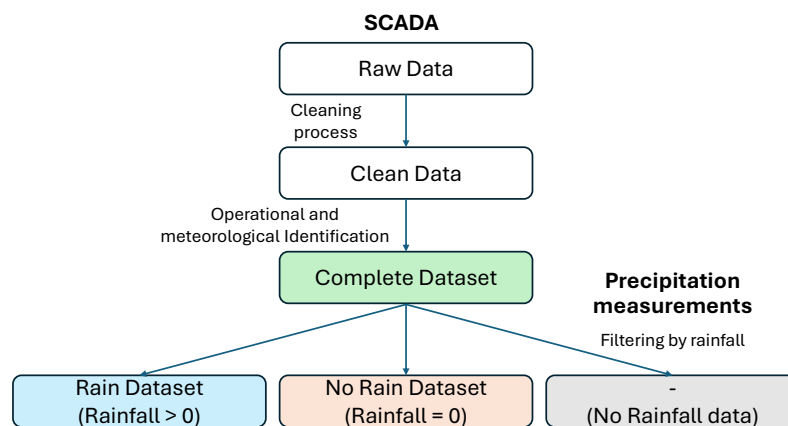 SCADA
Raw Data
Cleaning
process
Clean Data
Operational and
meteorological Identification
Complete Dataset
Precipitation
measurements
Filtering by rainfall
Rain Dataset
(Rainfall > 0)
No Rain Dataset
(Rainfall = 0)
-
(No Rainfall data)